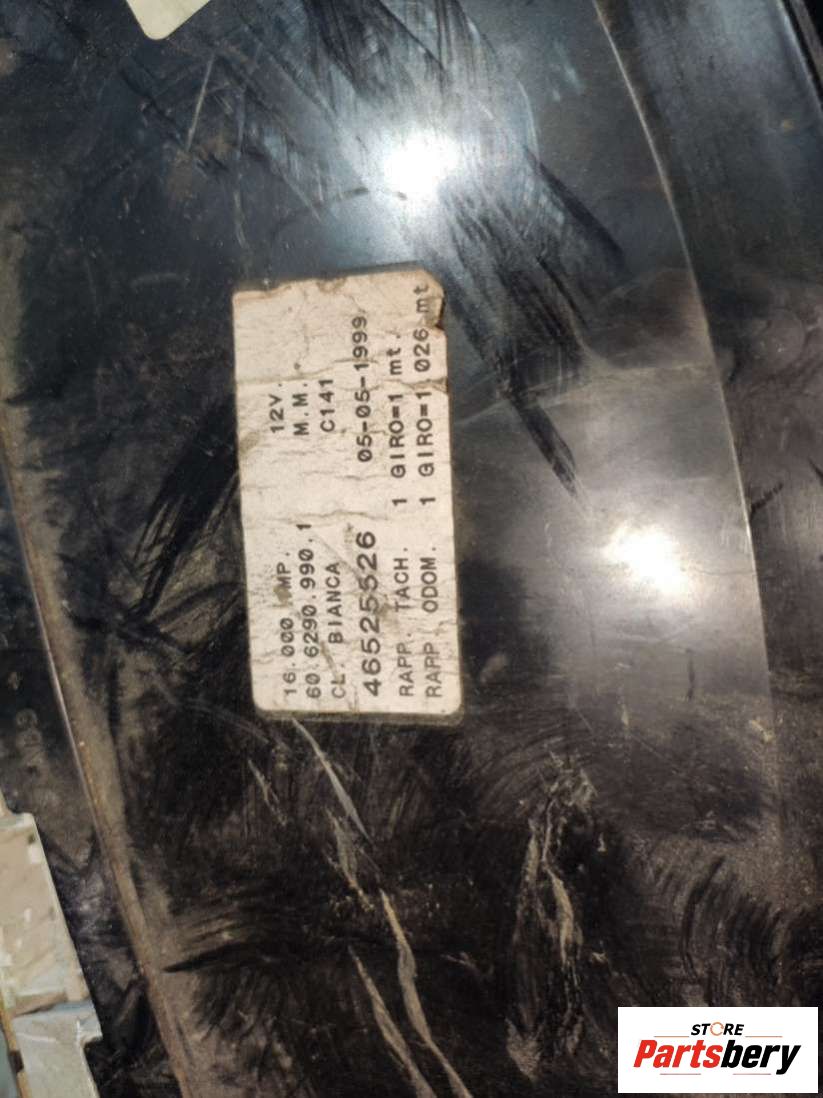 16.000 IMP. 12V.
60.6290.990.1 M.M.
CL. BIANCA C141
46525526 05-05-1999
RAPP. TACH. 1 GIRO=1 mt.
RAPP. ODOM. 1 GIRO=1 026 mt
STORE
Partsbery